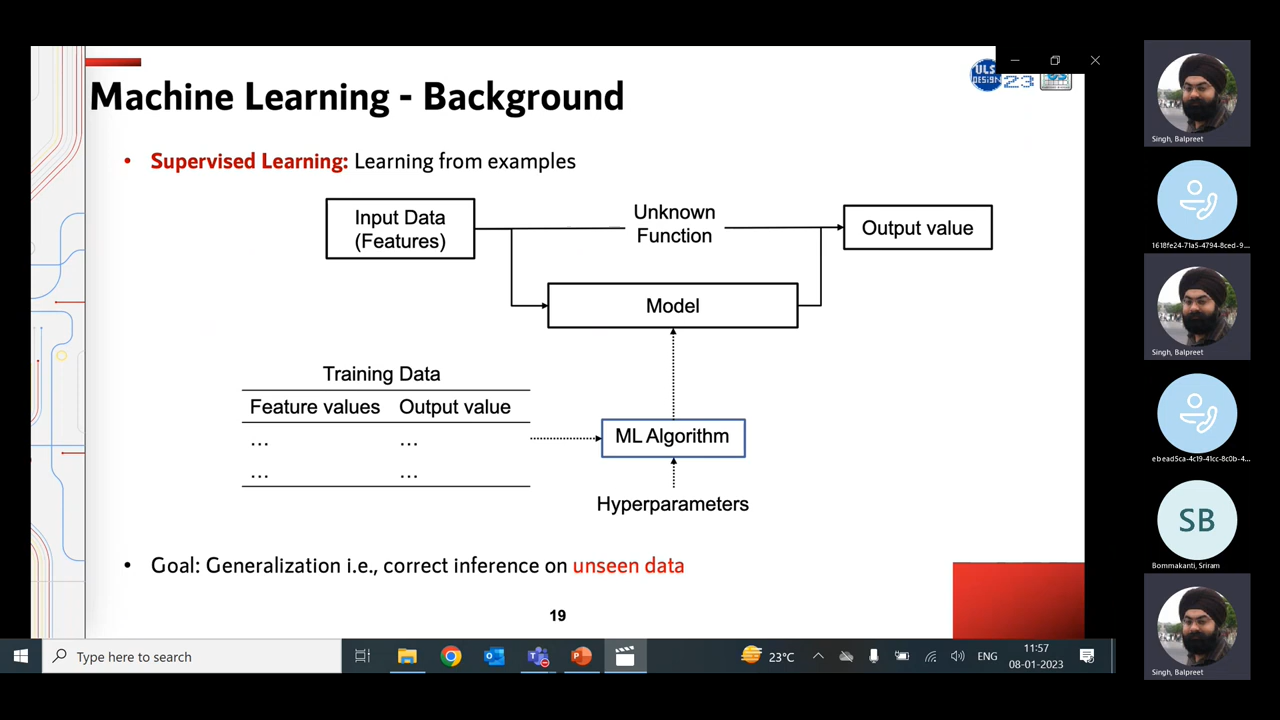 Machine Learning - Background
ULS
DESIGN
23
• Supervised Learning: Learning from examples
Input Data
(Features)
Unknown
Function
Output value
Model
Training Data
Feature values Output value
... ...
... ...
ML Algorithm
Hyperparameters
• Goal: Generalization i.e., correct inference on unseen data
19
Type here to search
23°C
ENG
11:57
08-01-2023
Singh, Balpreet
1618fe24-71a5-4794-8ced-9...
Singh, Balpreet
ebead5ca-4c19-41cc-8c0b-4...
SB
Bommakanti, Sriram
Singh, Balpreet